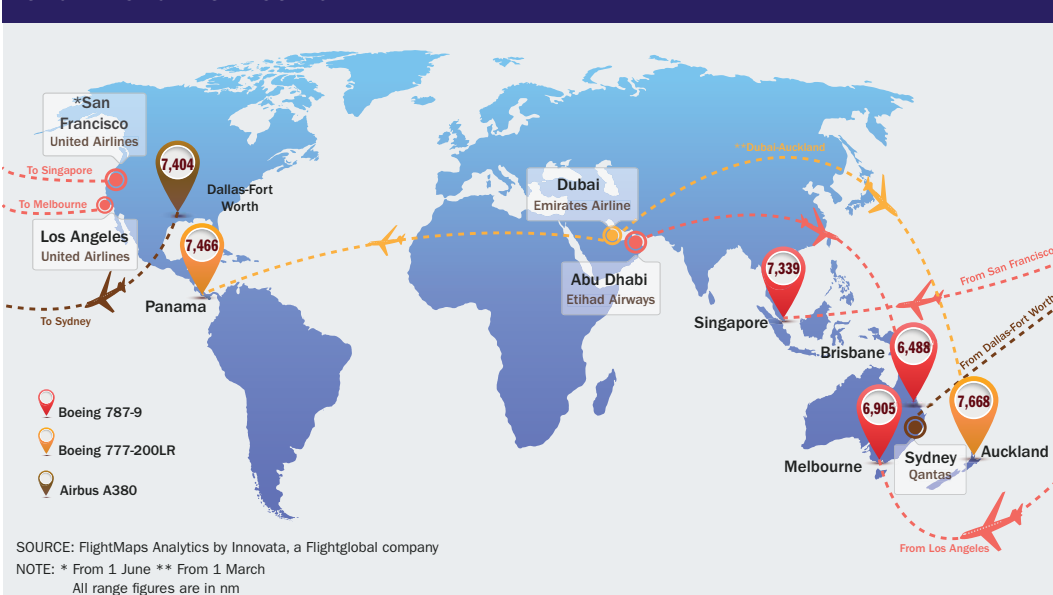 *San
Francisco
United Airlines
To Singapore
To Melbourne
Los Angeles
United Airlines
7,404
Dallas-Fort
Worth
7,466
Panama
To Sydney
**Dubai-Auckland
Dubai
Emirates Airline
Abu Dhabi
Etihad Airways
7,339
Singapore
From San Francisco
From Dallas-Fort Worth
Brisbane
6,488
6,905
7,668
Melbourne
Sydney
Qantas
Auckland
From Los Angeles
Boeing 787-9
Boeing 777-200LR
Airbus A380
SOURCE: FlightMaps Analytics by Innovata, a Flightglobal company
NOTE: * From 1 June ** From 1 March
All range figures are in nm